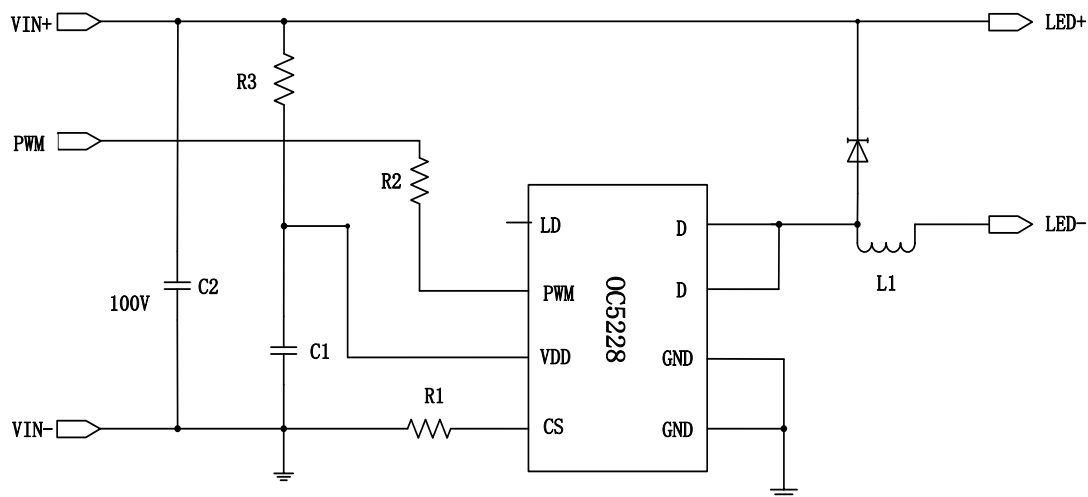 VIN+
LED+
R3
PWM
R2
LD
D
LED-
PWM
D
L1
C2
100V
OC5228
C1
VDD
GND
R1
VIN-
CS
GND